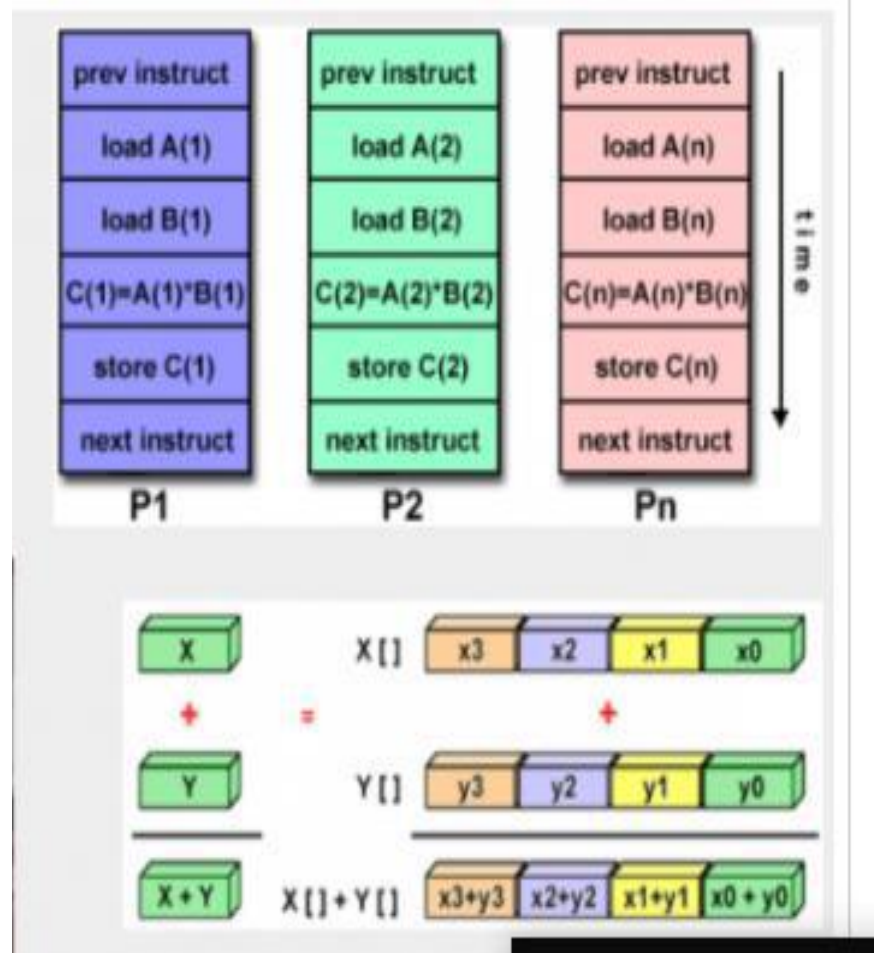 prev instruct prev instruct prev instruct
load A(1) load A(2) load A(n)
load B(1) load B(2) load B(n)
C(1)=A(1)*B(1) C(2)=A(2)*B(2) C(n)=A(n)*B(n)
store C(1) store C(2) store C(n)
next instruct next instruct next instruct
time
P1 P2 Pn
X X[] x3 x2 x1 x0
+ = +
Y Y[] y3 y2 y1 y0
X + Y X[]+Y[] x3+y3 x2+y2 x1+y1 x0 + y0